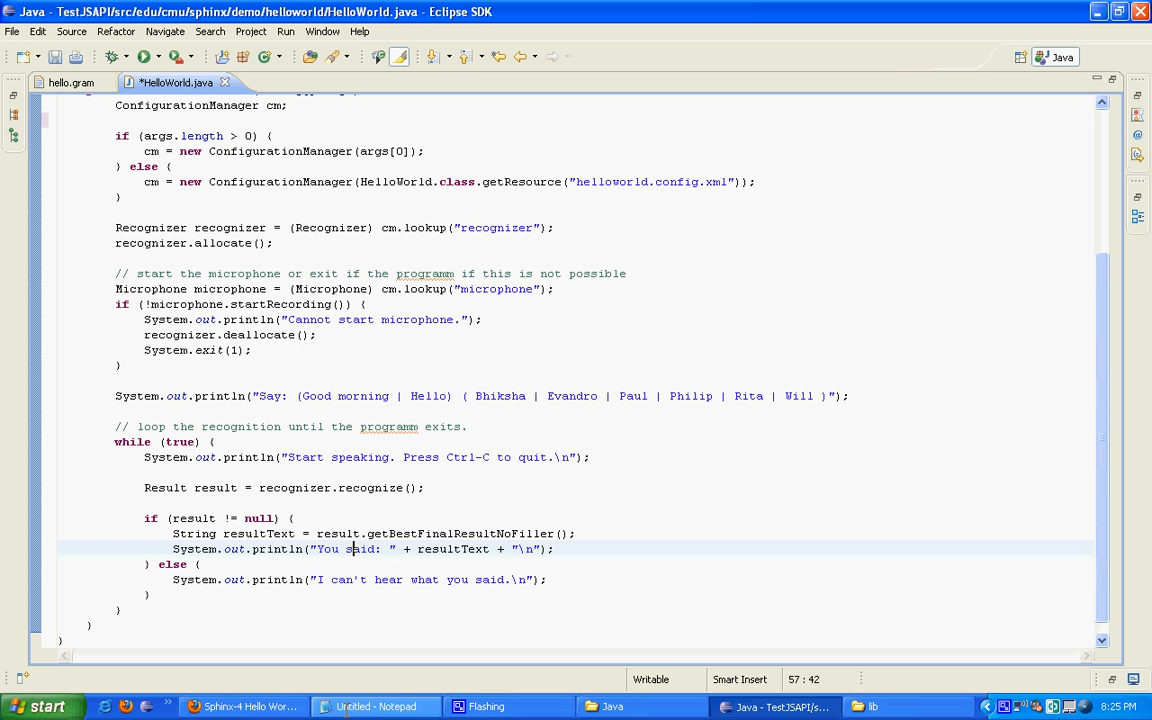 Java - TestJSAPI/src/edu/cmu/sphinx/demo/helloworld/HelloWorld.java - Eclipse SDK
File Edit Source Refactor Navigate Search Project Run Window Help
Java
hello.gram *HelloWorld.java
ConfigurationManager cm;
if (args.length > 0) {
cm = new ConfigurationManager(args[0]);
} else {
cm = new ConfigurationManager(HelloWorld.class.getResource("helloworld.config.xml"));
}
Recognizer recognizer = (Recognizer) cm.lookup("recognizer");
recognizer.allocate();
// start the microphone or exit if the programm if this is not possible
Microphone microphone = (Microphone) cm.lookup("microphone");
if (!microphone.startRecording()) {
System.out.println("Cannot start microphone.");
recognizer.deallocate();
System.exit(1);
}
System.out.println("Say: (Good morning | Hello) ( Bhiksha | Evandro | Paul | Philip | Rita | Will )");
// loop the recognition until the programm exits.
while (true) {
System.out.println("Start speaking. Press Ctrl-C to quit.\n");
Result result = recognizer.recognize();
if (result != null) {
String resultText = result.getBestFinalResultNoFiller();
System.out.println("You said: " + resultText + "\n");
} else {
System.out.println("I can't hear what you said.\n");
}
}
}
}
Writable Smart Insert 57 : 42
start Sphinx-4 Hello Wor... Untitled - Notepad Flashing Java Java - TestJSAPI/sr... lib 8:25 PM